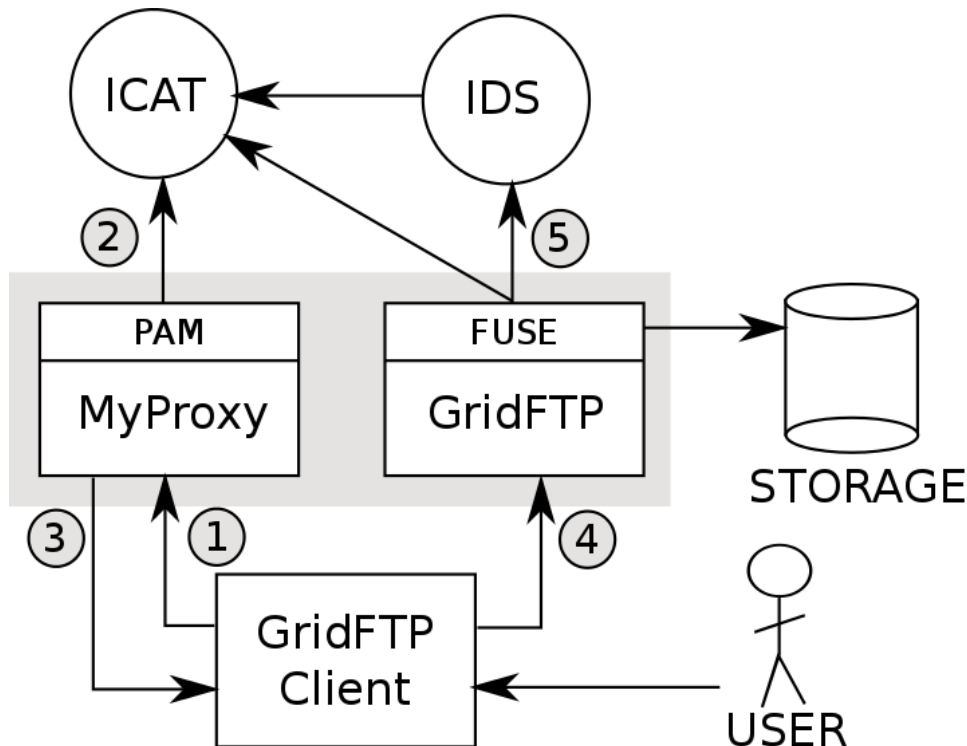 ICAT
IDS
2
5
PAM
FUSE
MyProxy
GridFTP
STORAGE
3
1
4
GridFTP
Client
USER